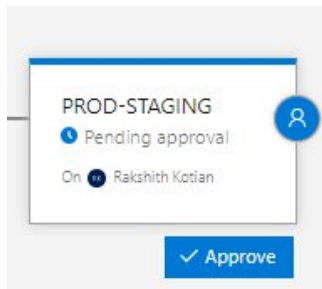 PROD-STAGING
Pending approval
On Rakshith Kotian
Approve